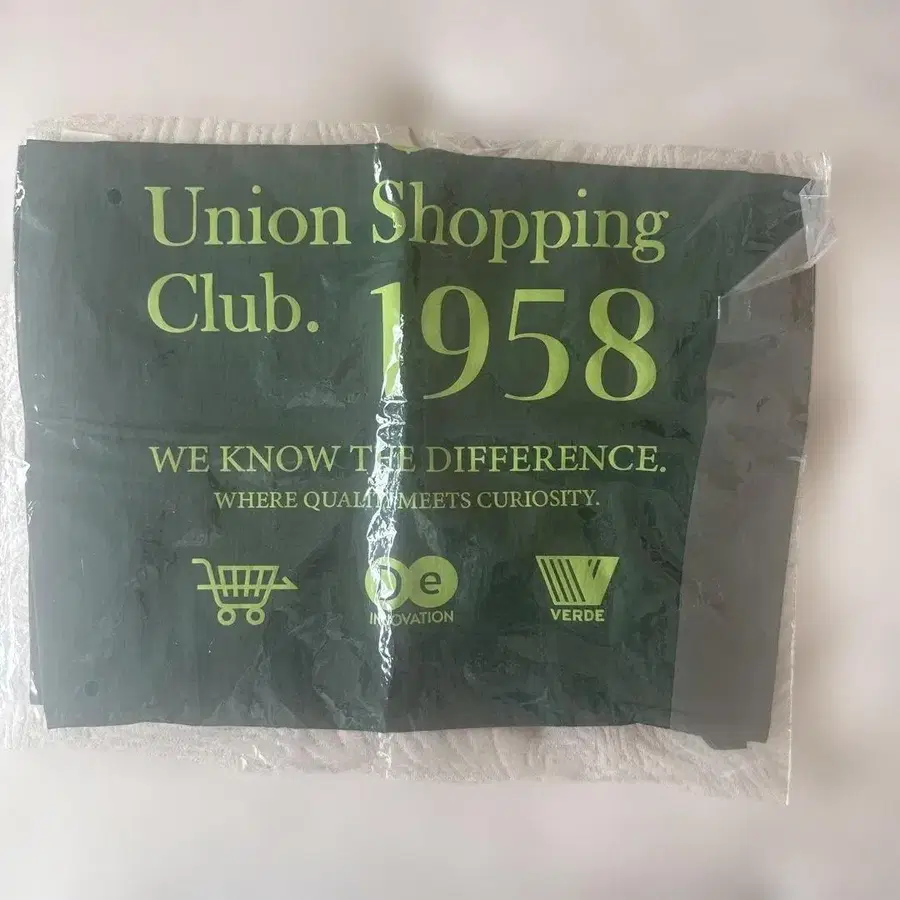 Union Shopping
Club. 1958
WE KNOW THE DIFFERENCE.
WHERE QUALITY MEETS CURIOSITY.
e
INNOVATION
VERDE